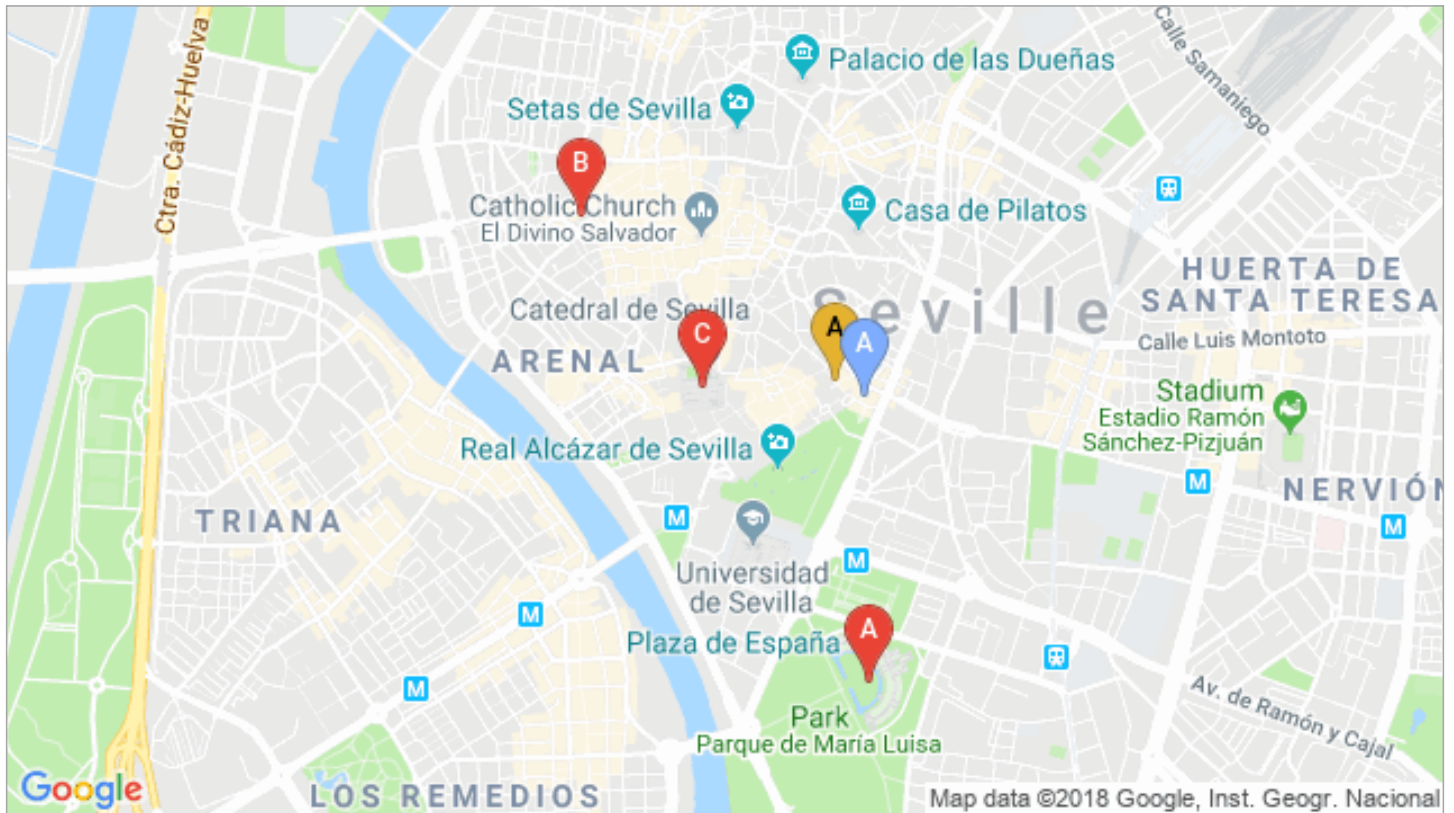 Ctra. Cádiz-Huelva
Calle Samaniego
Palacio de las Dueñas
Setas de Sevilla
B
Catholic Church
El Divino Salvador
Casa de Pilatos
HUERTA DE
SANTA TERESA
Seville
Catedral de Sevilla
C
A
A
Calle Luis Montoto
ARENAL
Stadium
Estadio Ramón
Sánchez-Pizjuán
Real Alcázar de Sevilla
M
NERVIÓN
TRIANA
M
M
M
Universidad
de Sevilla
M
Plaza de España
A
M
Av. de Ramón y Cajal
Park
Parque de María Luisa
Google
LOS REMEDIOS
Map data ©2018 Google, Inst. Geogr. Nacional